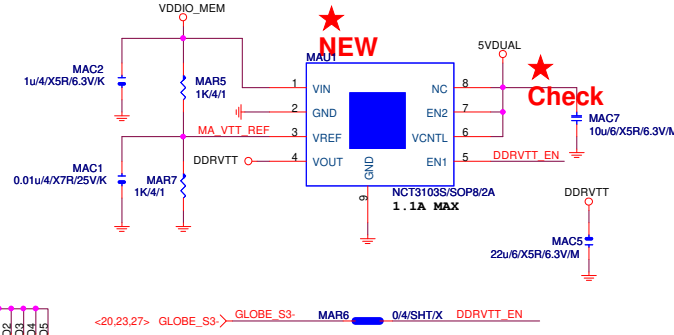 VDDIO_MEM
NEW
MAU1
5VDUAL
Check
MAC2
1u/4/X5R/6.3V/K
MAR5
1K/4/1
1
VIN
NC
8
2
GND
EN2
7
MA_VTT_REF
3
VREF
VCNTL
6
DDRVTT
4
VOUT
EN1
5
DDRVTT_EN
GND
9
MAC7
10u/6/X5R/6.3V/M
MAC1
0.01u/4/X7R/25V/K
MAR7
1K/4/1
NCT3103S/SOP8/2A
1.1A MAX
DDRVTT
MAC5
22u/6/X5R/6.3V/M
<20,23,27>
GLOBE_S3-
GLOBE_S3-
MAR6
0/4/SHT/X
DDRVTT_EN
D3
D4
D5